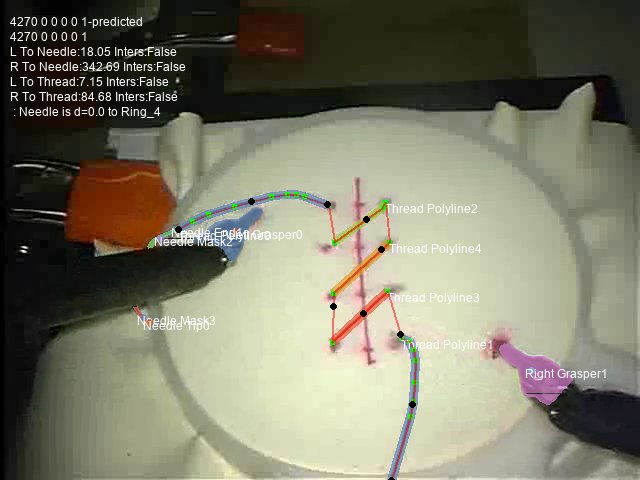 4270 0 0 0 0 1-predicted
4270 0 0 0 0 1
L To Needle:18.05 Inters:False
R To Needle:342.69 Inters:False
L To Thread:7.15 Inters:False
R To Thread:84.68 Inters:False
: Needle is d=0.0 to Ring_4
Thread Polyline2
Needle Mask2
Thread Polyline4
Thread Polyline3
Needle Mask3
Needle Tip0
Thread Polyline1
Right Grasper1